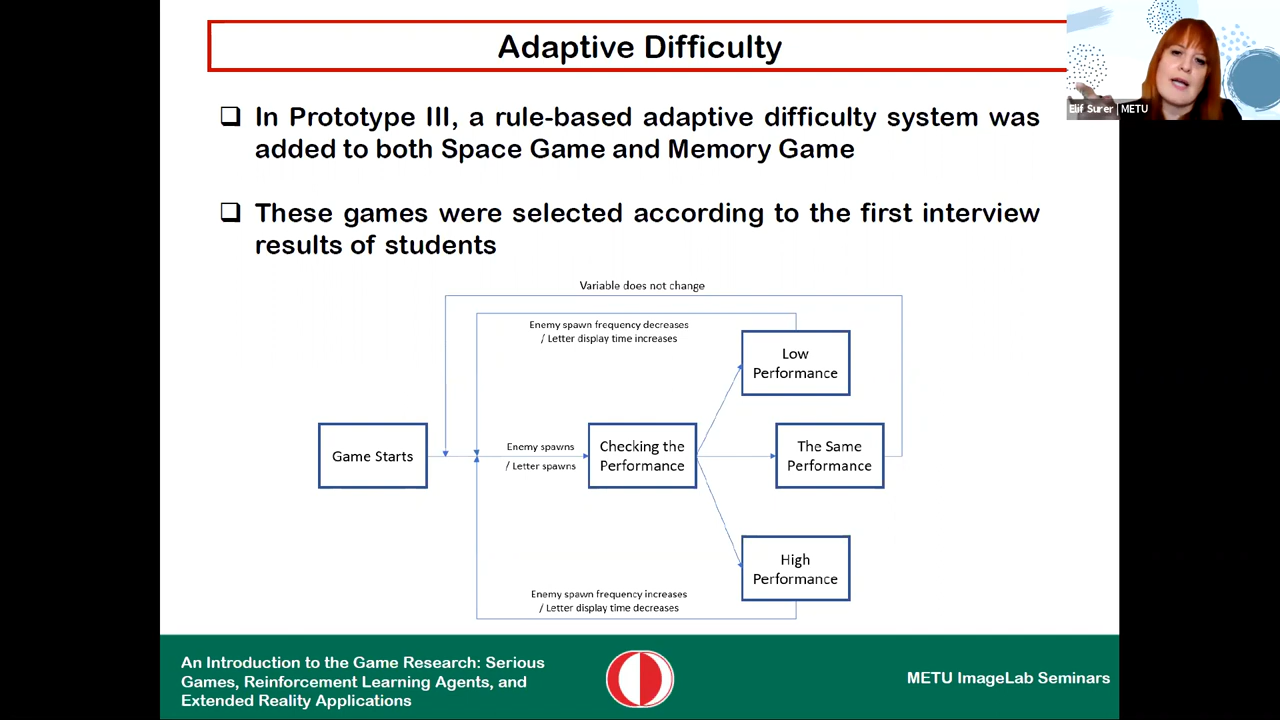 Adaptive Difficulty
Elif Surer | METU
❑ In Prototype III, a rule-based adaptive difficulty system was
added to both Space Game and Memory Game
❑ These games were selected according to the first interview
results of students
Variable does not change
Enemy spawn frequency decreases
/ Letter display time increases
Low
Performance
Game Starts
Enemy spawns
/ Letter spawns
Checking the
Performance
The Same
Performance
High
Performance
Enemy spawn frequency increases
/ Letter display time decreases
An Introduction to the Game Research: Serious
Games, Reinforcement Learning Agents, and
Extended Reality Applications
METU ImageLab Seminars